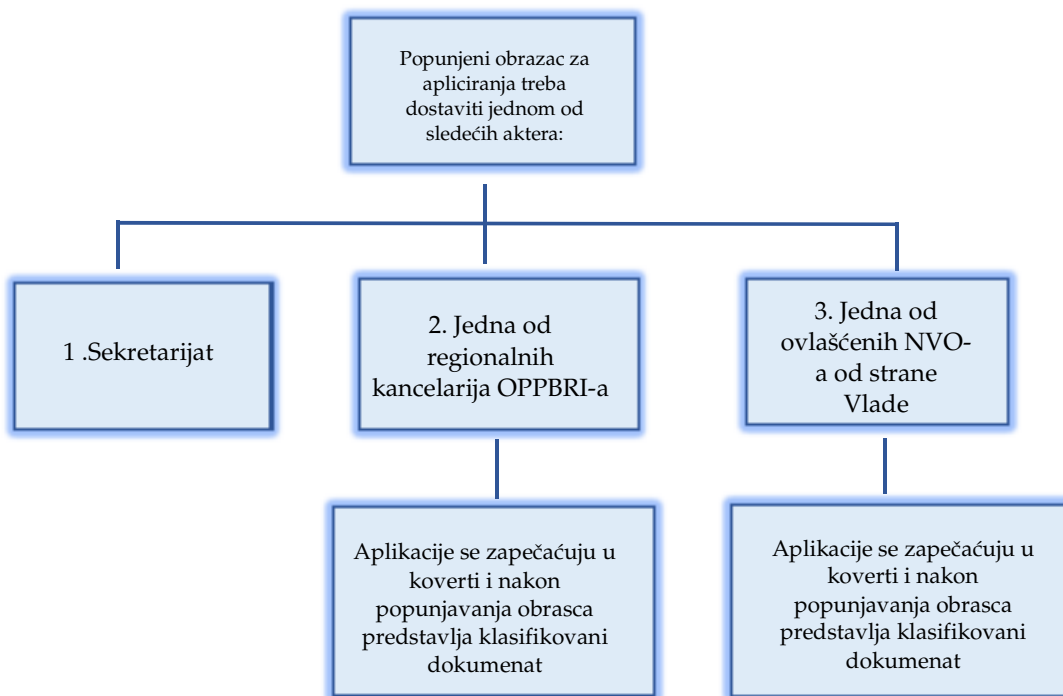 Popunjeni obrazac za
apliciranja treba
dostaviti jednom od
sledećih aktera:
1 .Sekretarijat
2. Jedna od
regionalnih
kancelarija OPPBRI-a
3. Jedna od
ovlašćenih NVO-
a od strane
Vlade
Aplikacije se zapečaćuju u
koverti i nakon
popunjavanja obrasca
predstavlja klasifikovani
dokumenat
Aplikacije se zapečaćuju u
koverti i nakon
popunjavanja obrasca
predstavlja klasifikovani
dokumenat